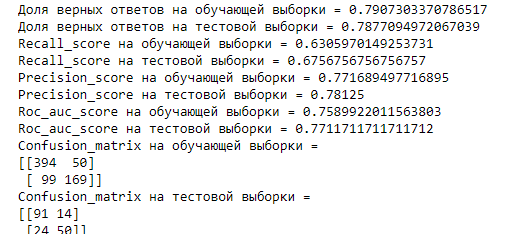 Доля верных ответов на обучающей выборки = 0.7907303370786517
Доля верных ответов на тестовой выборки = 0.7877094972067039
Recall_score на обучающей выборки = 0.6305970149253731
Recall_score на тестовой выборки = 0.6756756756756757
Precision_score на обучающей выборки = 0.771689497716895
Precision_score на тестовой выборки = 0.78125
Roc_auc_score на обучающей выборки = 0.7589922011563803
Roc_auc_score на тестовой выборки = 0.7711711711711712
Confusion_matrix на обучающей выборки =
[[394  50]
 [ 99 169]]
Confusion_matrix на тестовой выборки =
[[91 14]
 [24 50]]